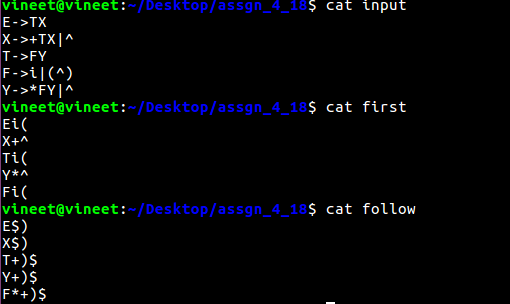 vineet@vineet:~/Desktop/assgn_4_18$ cat input
E->TX
X->+TX|^
T->FY
F->i|(^)
Y->*FY|^
vineet@vineet:~/Desktop/assgn_4_18$ cat first
Ei(
X+^
Ti(
Y*^
Fi(
vineet@vineet:~/Desktop/assgn_4_18$ cat follow
E$)
X$)
T+)$
Y+)$
F*+)$